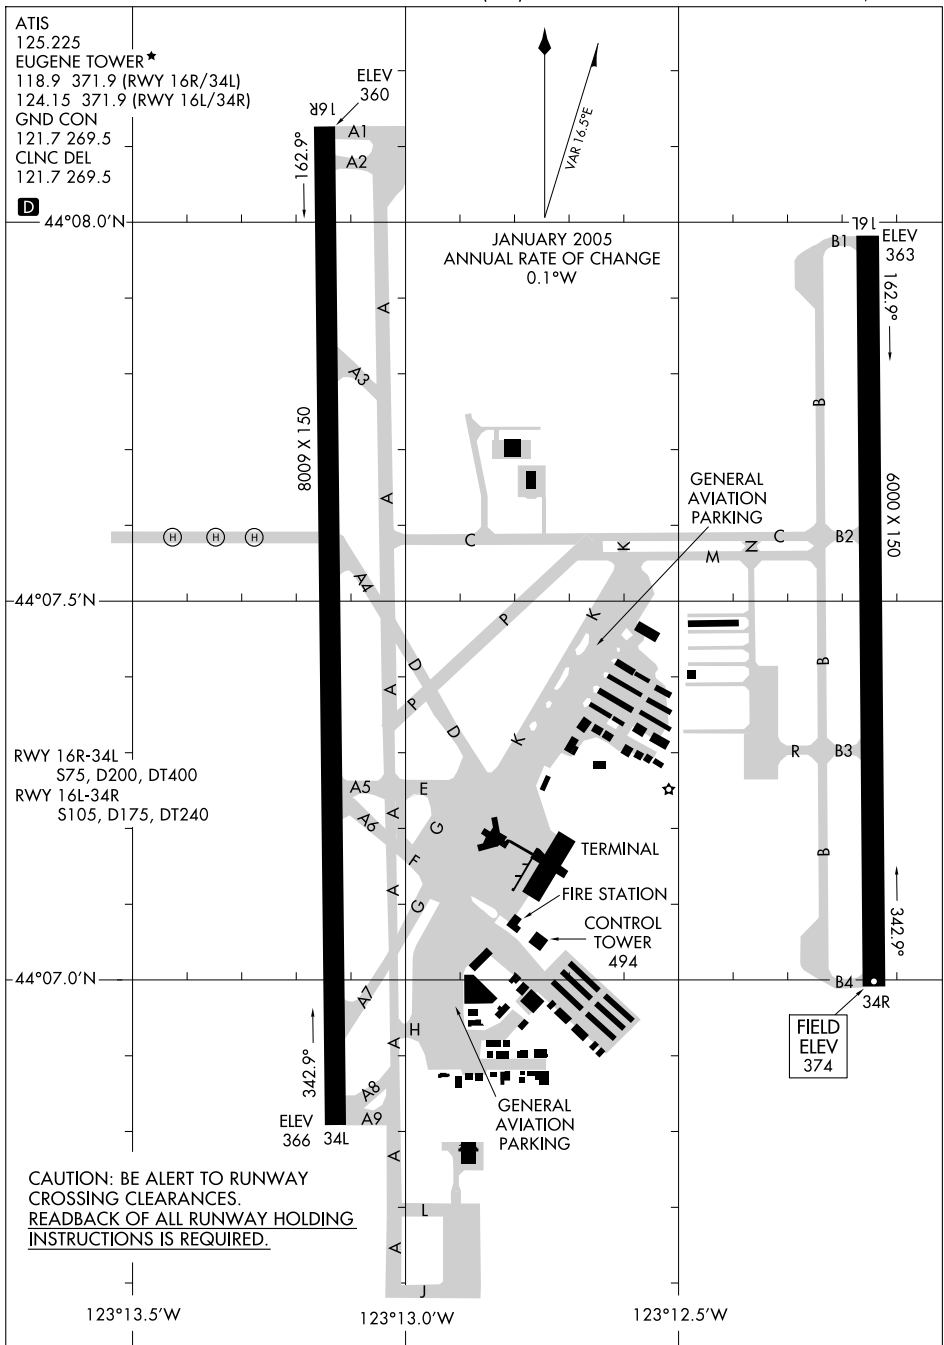 ATIS
125.225
EUGENE TOWER
118.9 371.9 (RWY 16R/34L)
124.15 371.9 (RWY 16L/34R)
GND CON
121.7 269.5
CLNC DEL
121.7 269.5
D
ELEV
360
16R
A1
A2
162.9°
VAR 16.5°E
44°08.0'N
JANUARY 2005
ANNUAL RATE OF CHANGE
0.1°W
16L
B1
ELEV
363
162.9°
A
A3
B
8009 X 150
A
GENERAL
AVIATION
PARKING
6000 X 150
H
H
H
C
K
C
B2
N
M
A4
44°07.5'N
P
K
D
B
A
P
D
K
RWY 16R-34L
S75, D200, DT400
RWY 16L-34R
S105, D175, DT240
R
B3
A5
E
A
A6
G
F
TERMINAL
B
A
G
FIRE STATION
CONTROL
TOWER
494
342.9°
44°07.0'N
A7
B4
34R
H
A
FIELD
ELEV
374
342.9°
A8
A9
ELEV
366
34L
GENERAL
AVIATION
PARKING
A
CAUTION: BE ALERT TO RUNWAY
CROSSING CLEARANCES.
READBACK OF ALL RUNWAY HOLDING
INSTRUCTIONS IS REQUIRED.
L
A
J
123°13.5'W
123°13.0'W
123°12.5'W